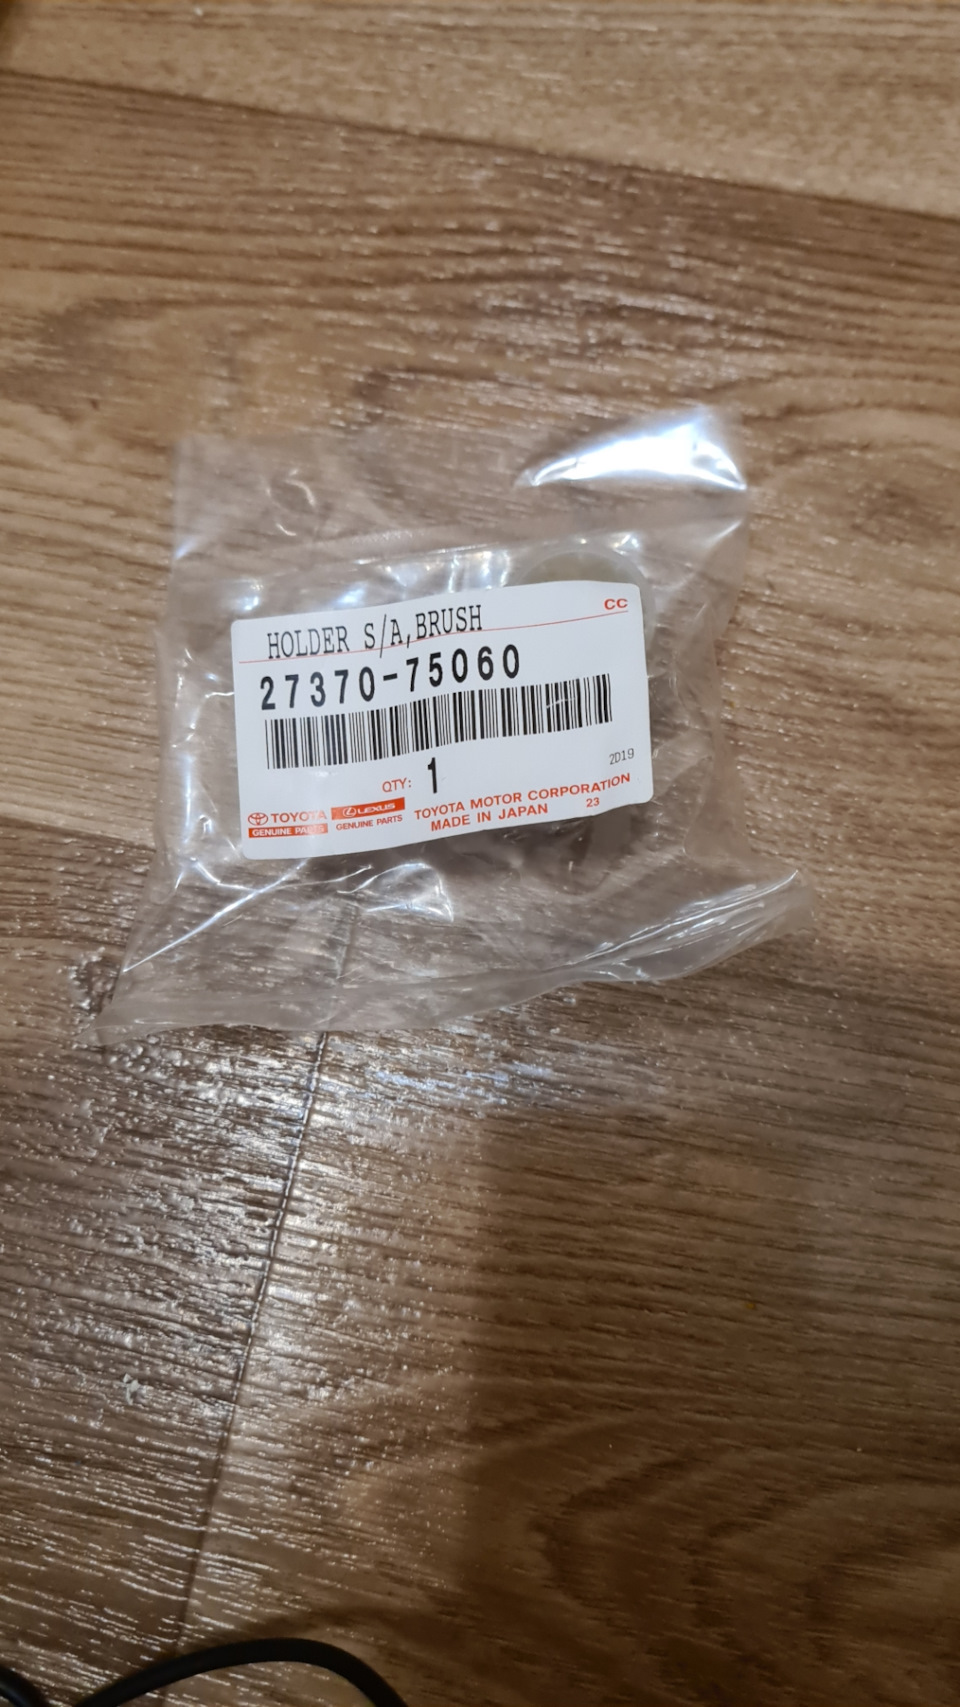 CC
HOLDER S/A,BRUSH
27370-75060
2D19
QTY: 1
TOYOTA LEXUS TOYOTA MOTOR CORPORATION
GENUINE PARTS GENUINE PARTS MADE IN JAPAN 23